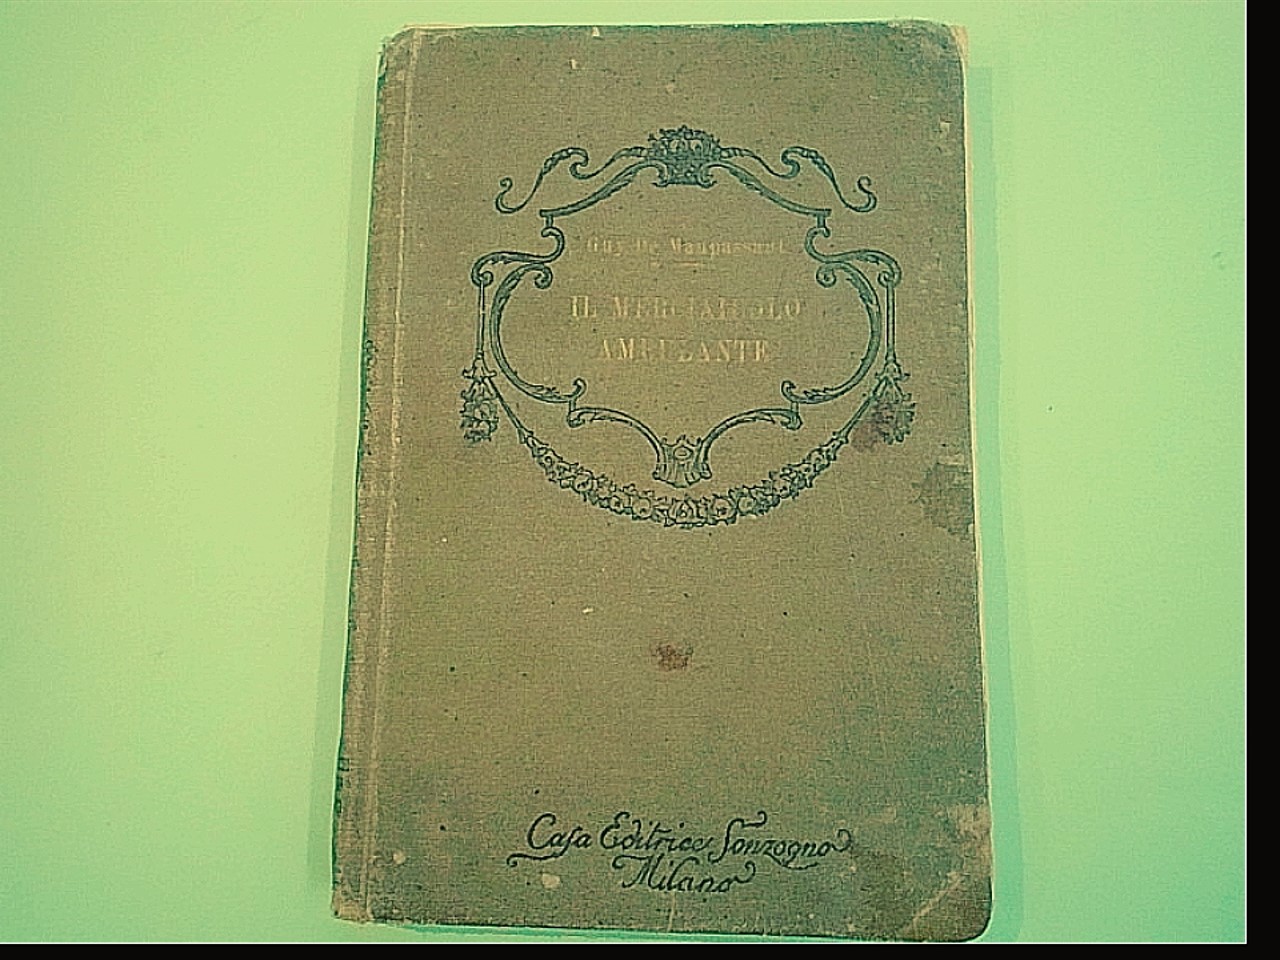 Guy De Maupassant
IL MERCIAIUOLO
AMBULANTE
Casa Editrice Sonzogno
Milano